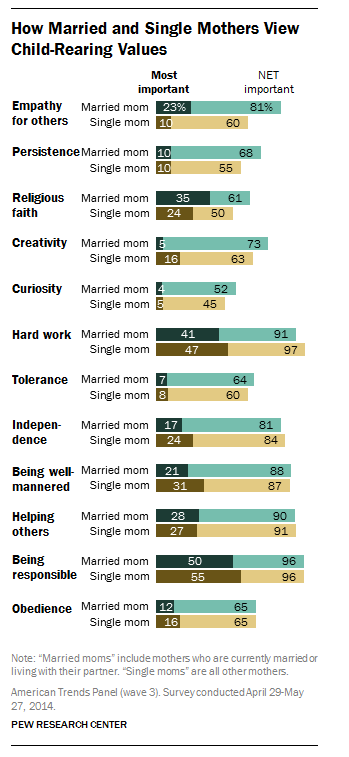 How Married and Single Mothers View
Child-Rearing Values
Most
important
NET
important
Empathy
for others
Married mom 23% 81%
Single mom 10 60
Persistence Married mom 10 68
Single mom 10 55
Religious
faith
Married mom 35 61
Single mom 24 50
Creativity Married mom 5 73
Single mom 16 63
Curiosity Married mom 4 52
Single mom 5 45
Hard work Married mom 41 91
Single mom 47 97
Tolerance Married mom 7 64
Single mom 8 60
Indepen-
dence
Married mom 17 81
Single mom 24 84
Being well-
mannered
Married mom 21 88
Single mom 31 87
Helping
others
Married mom 28 90
Single mom 27 91
Being
responsible
Married mom 50 96
Single mom 55 96
Obedience Married mom 12 65
Single mom 16 65
Note: “Married moms” include mothers who are currently married or
living with their partner. “Single moms” are all other mothers.
American Trends Panel (wave 3). Survey conducted April 29-May
27, 2014.
PEW RESEARCH CENTER